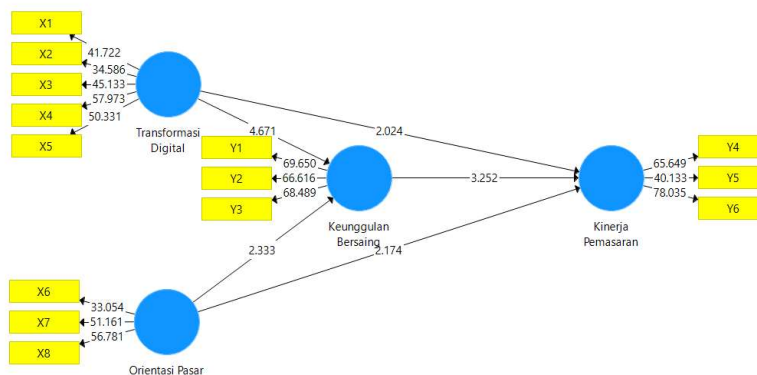 X1
X2
X3
X4
X5
41.722
34.586
45.133
57.973
50.331
Transformasi
Digital
4.671
2.024
Y1
Y2
Y3
69.650
66.616
68.489
Keunggulan
Bersaing
3.252
Kinerja
Pemasaran
65.649
40.133
78.035
Y4
Y5
Y6
2.333
2.174
X6
X7
X8
33.054
51.161
56.781
Orientasi Pasar